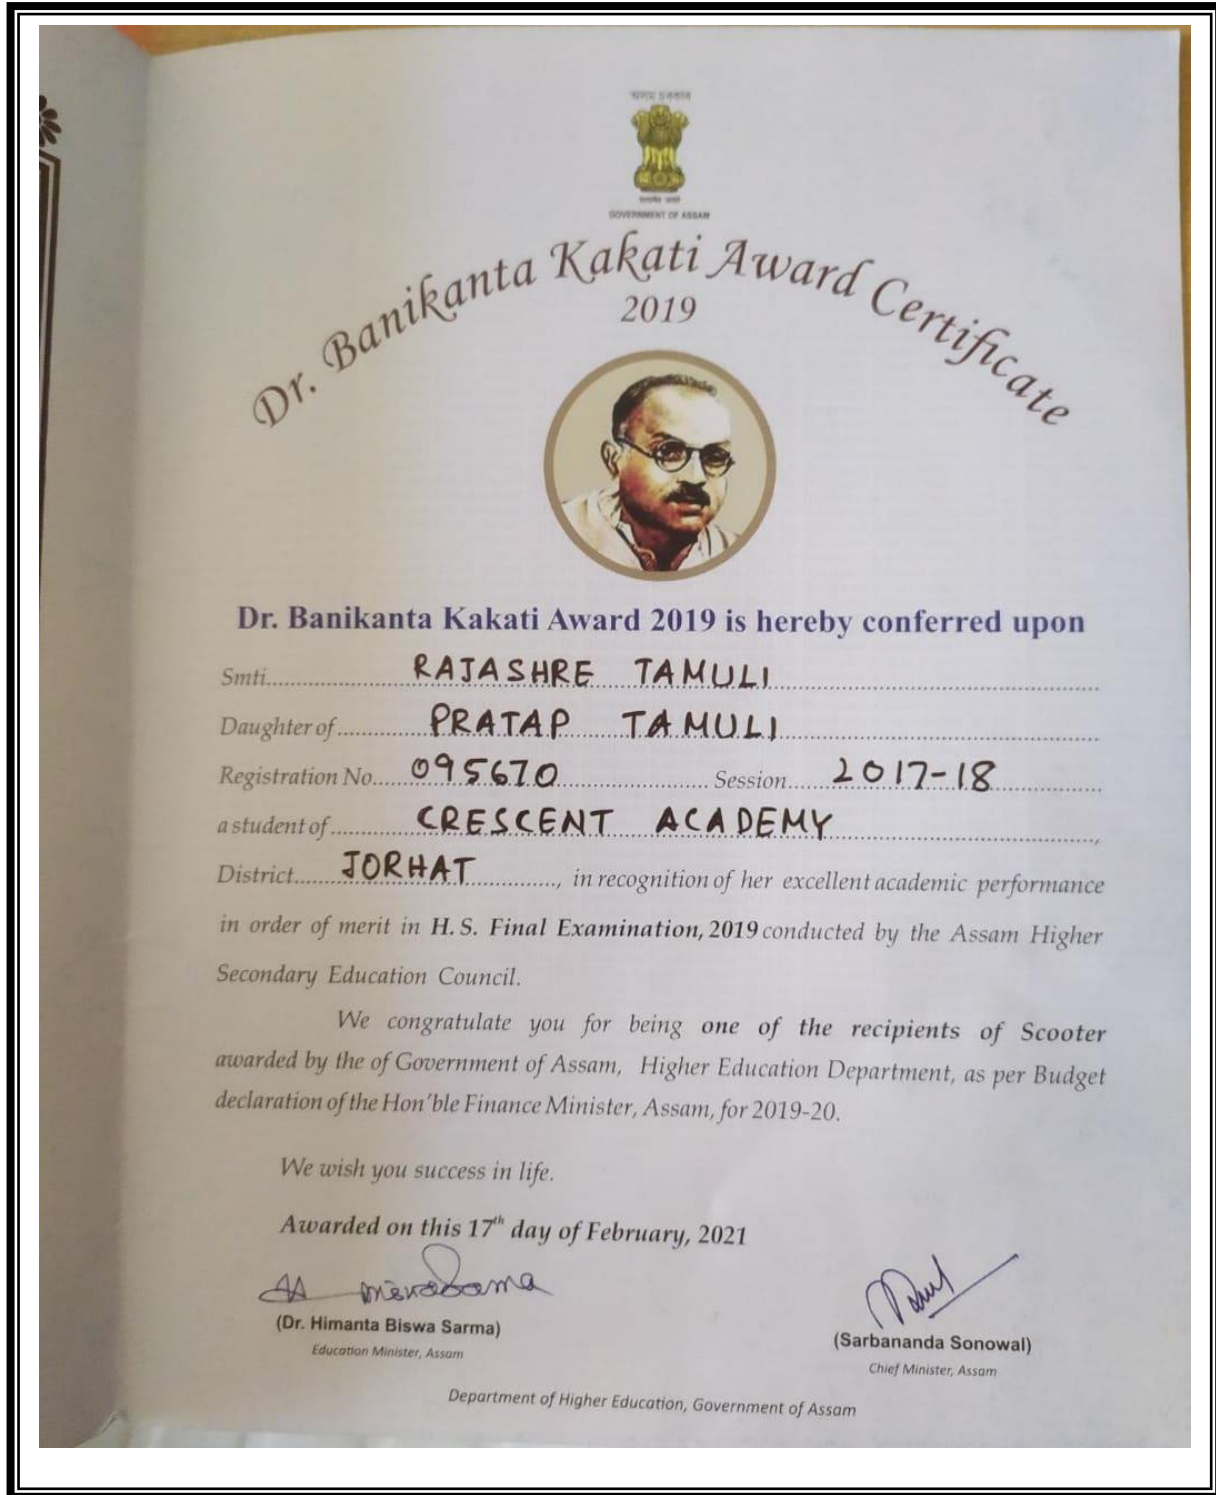 GOVERNMENT OF ASSAM
Dr. Banikanta Kakati Award Certificate
2019
Dr. Banikanta Kakati Award 2019 is hereby conferred upon
Smti. RAJASHRE TAMULI
Daughter of PRATAP TAMULI
Registration No. 095670 Session 2017-18
a student of CRESCENT ACADEMY,
District JORHAT, in recognition of her excellent academic performance
in order of merit in H. S. Final Examination, 2019 conducted by the Assam Higher
Secondary Education Council.
We congratulate you for being one of the recipients of Scooter
awarded by the of Government of Assam, Higher Education Department, as per Budget
declaration of the Hon'ble Finance Minister, Assam, for 2019-20.
We wish you success in life.
Awarded on this 17th day of February, 2021
(Dr. Himanta Biswa Sarma)
Education Minister, Assam
(Sarbananda Sonowal)
Chief Minister, Assam
Department of Higher Education, Government of Assam